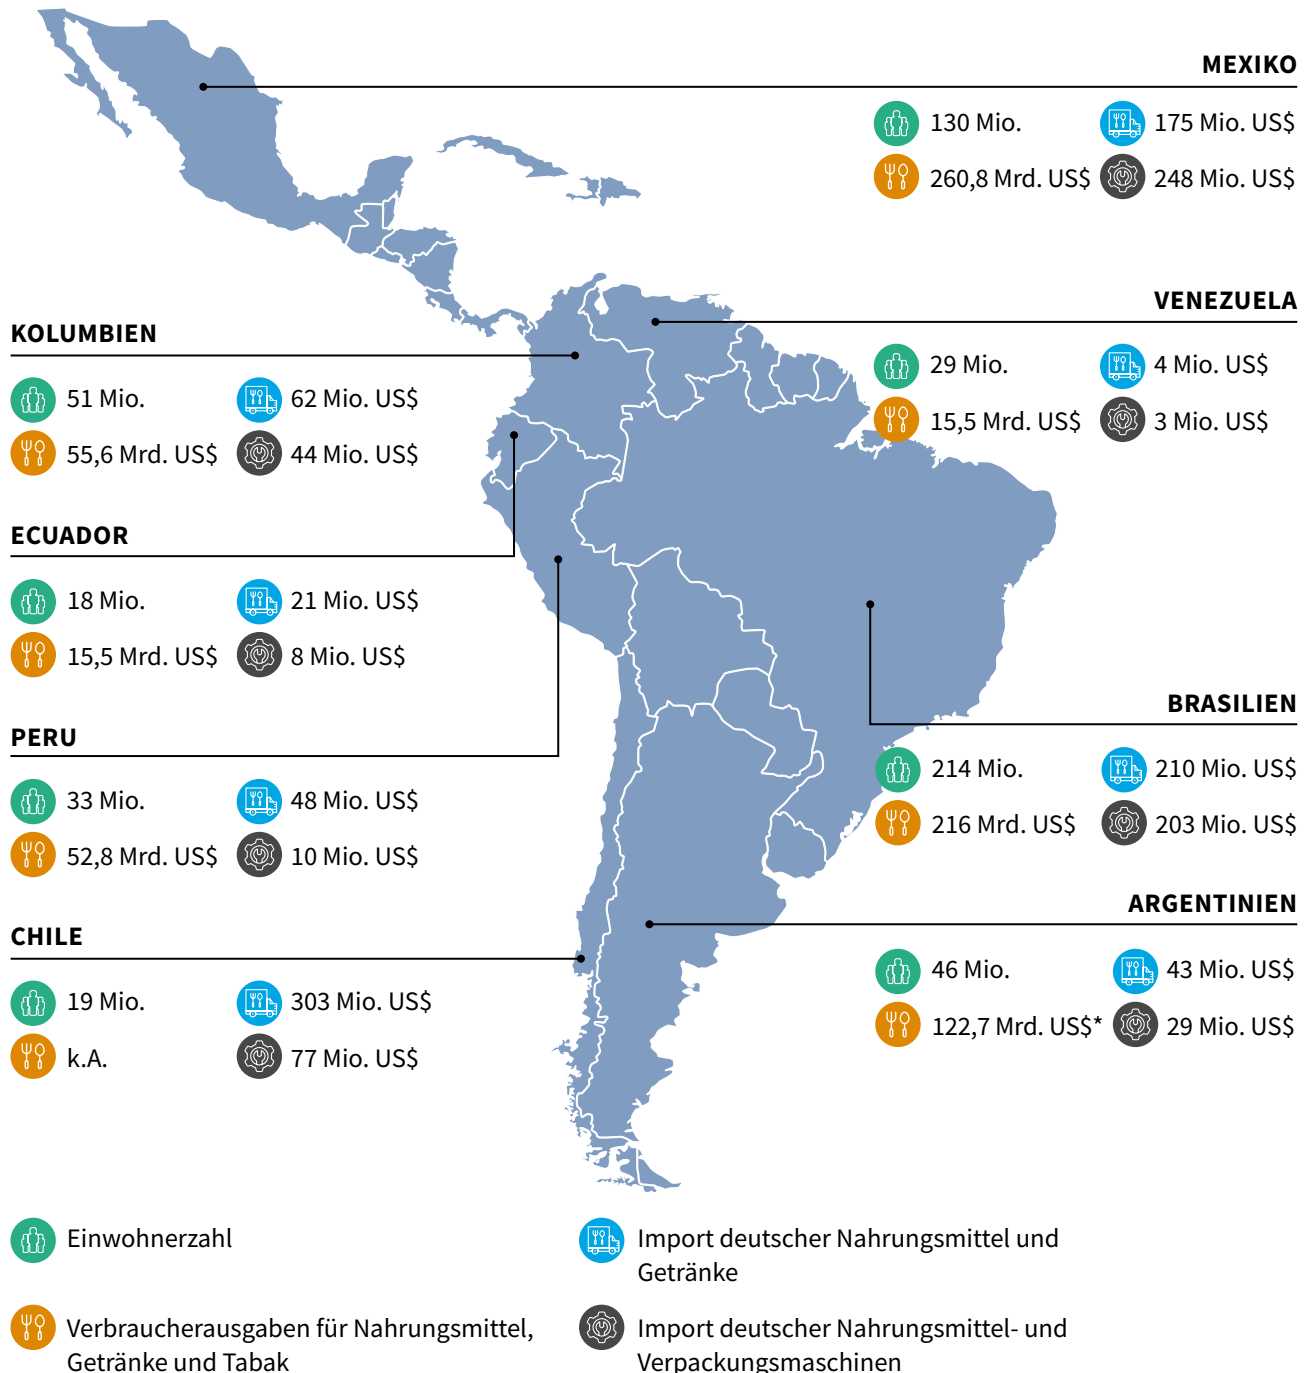 MEXIKO
130 Mio.
175 Mio. US$
260,8 Mrd. US$
248 Mio. US$
VENEZUELA
29 Mio.
4 Mio. US$
15,5 Mrd. US$
3 Mio. US$
KOLUMBIEN
51 Mio.
62 Mio. US$
55,6 Mrd. US$
44 Mio. US$
ECUADOR
18 Mio.
21 Mio. US$
15,5 Mrd. US$
8 Mio. US$
PERU
33 Mio.
48 Mio. US$
52,8 Mrd. US$
10 Mio. US$
BRASILIEN
214 Mio.
210 Mio. US$
216 Mrd. US$
203 Mio. US$
CHILE
19 Mio.
303 Mio. US$
k.A.
77 Mio. US$
ARGENTINIEN
46 Mio.
43 Mio. US$
122,7 Mrd. US$*
29 Mio. US$
Einwohnerzahl
Import deutscher Nahrungsmittel und
Getränke
Verbraucherausgaben für Nahrungsmittel,
Getränke und Tabak
Import deutscher Nahrungsmittel- und
Verpackungsmaschinen